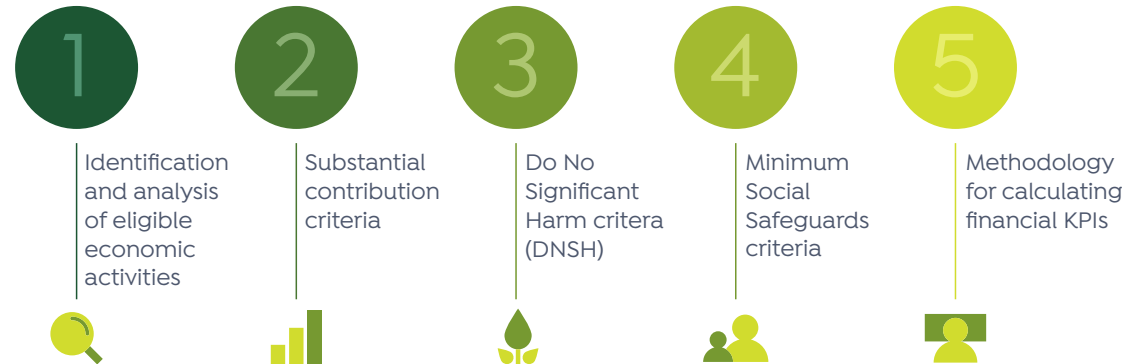 1
Identification
and analysis
of eligible
economic
activities
2
Substantial
contribution
criteria
3
Do No
Significant
Harm critera
(DNSH)
4
Minimum
Social
Safeguards
criteria
5
Methodology
for calculating
financial KPIs